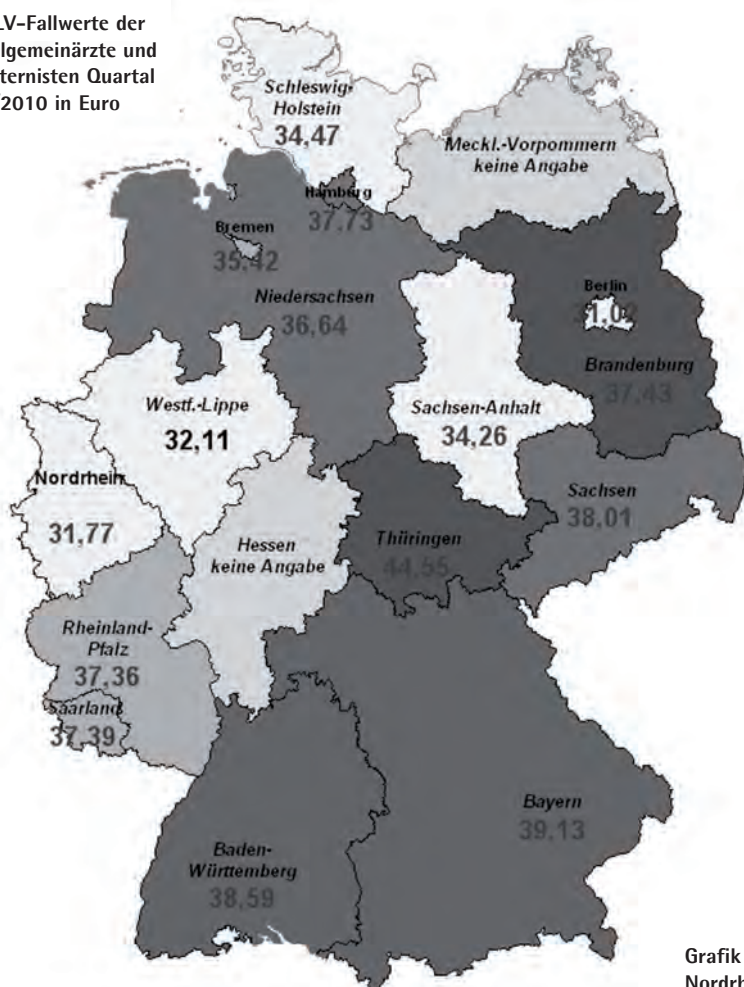 LV-Fallwerte der
lgemeinärzte und
ternisten Quartal
/2010 in Euro
Schleswig-
Holstein
34,47
Meckl.-Vorpommern
keine Angabe
Hamburg
37.73
Bremen
35,42
Niedersachsen
36,64
Berlin
31,02
Brandenburg
37,43
Westf.-Lippe
32,11
Sachsen-Anhalt
34,26
Nordrhein
31,77
Sachsen
38,01
Hessen
keine Angabe
Thüringen
44,55
Rheinland-
Pfalz
37,36
Saarland
37,39
Bayern
39,13
Baden-
Württemberg
38,59
Grafik
Nordrh